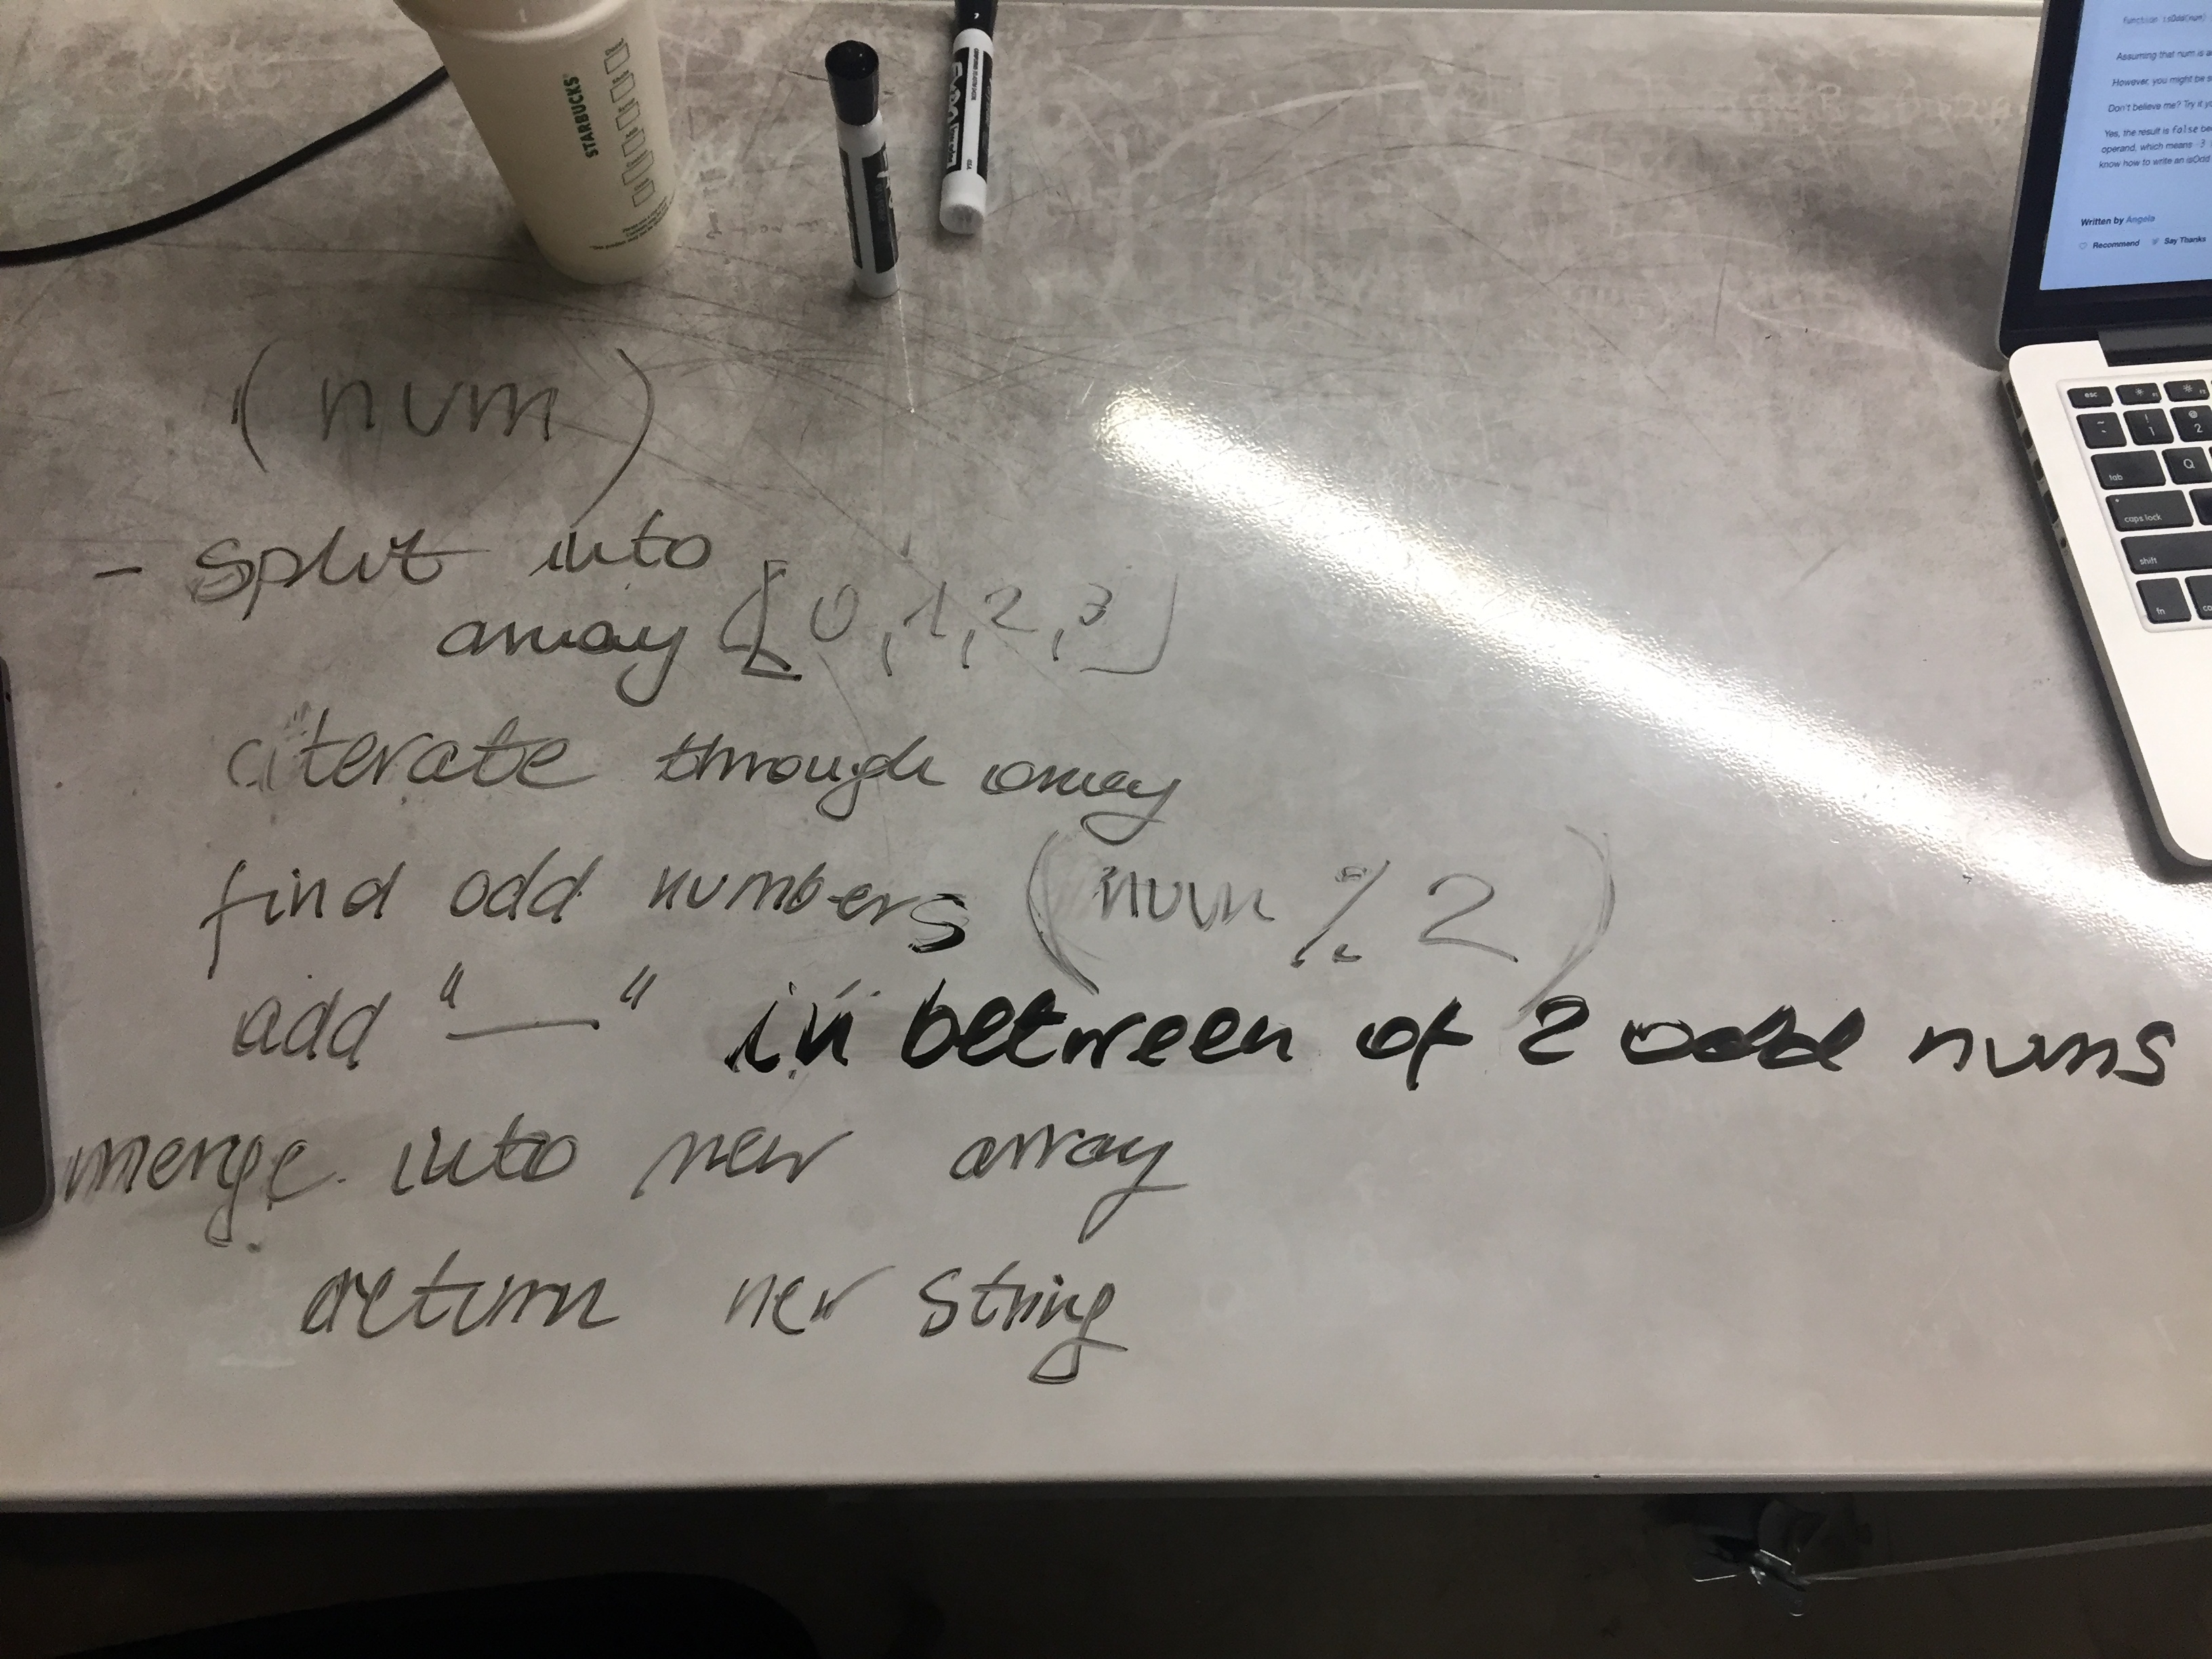 STARBUCKS
EXPO
function isOdd(num)
Assuming that num is
However, you might be
Don't believe me? Try it
Yes, the result is false
operand, which means -3
know how to write an isOdd
Written by Angela
Recommend Say Thanks
esc
~ ! 1 @ 2
tab Q
caps lock
shift
fn
(num)
- split into
array [0,1,2,3]
iterate through array
find odd numbers (num % 2)
add "—" in between of 2 odd nums
merge into new array
return new string